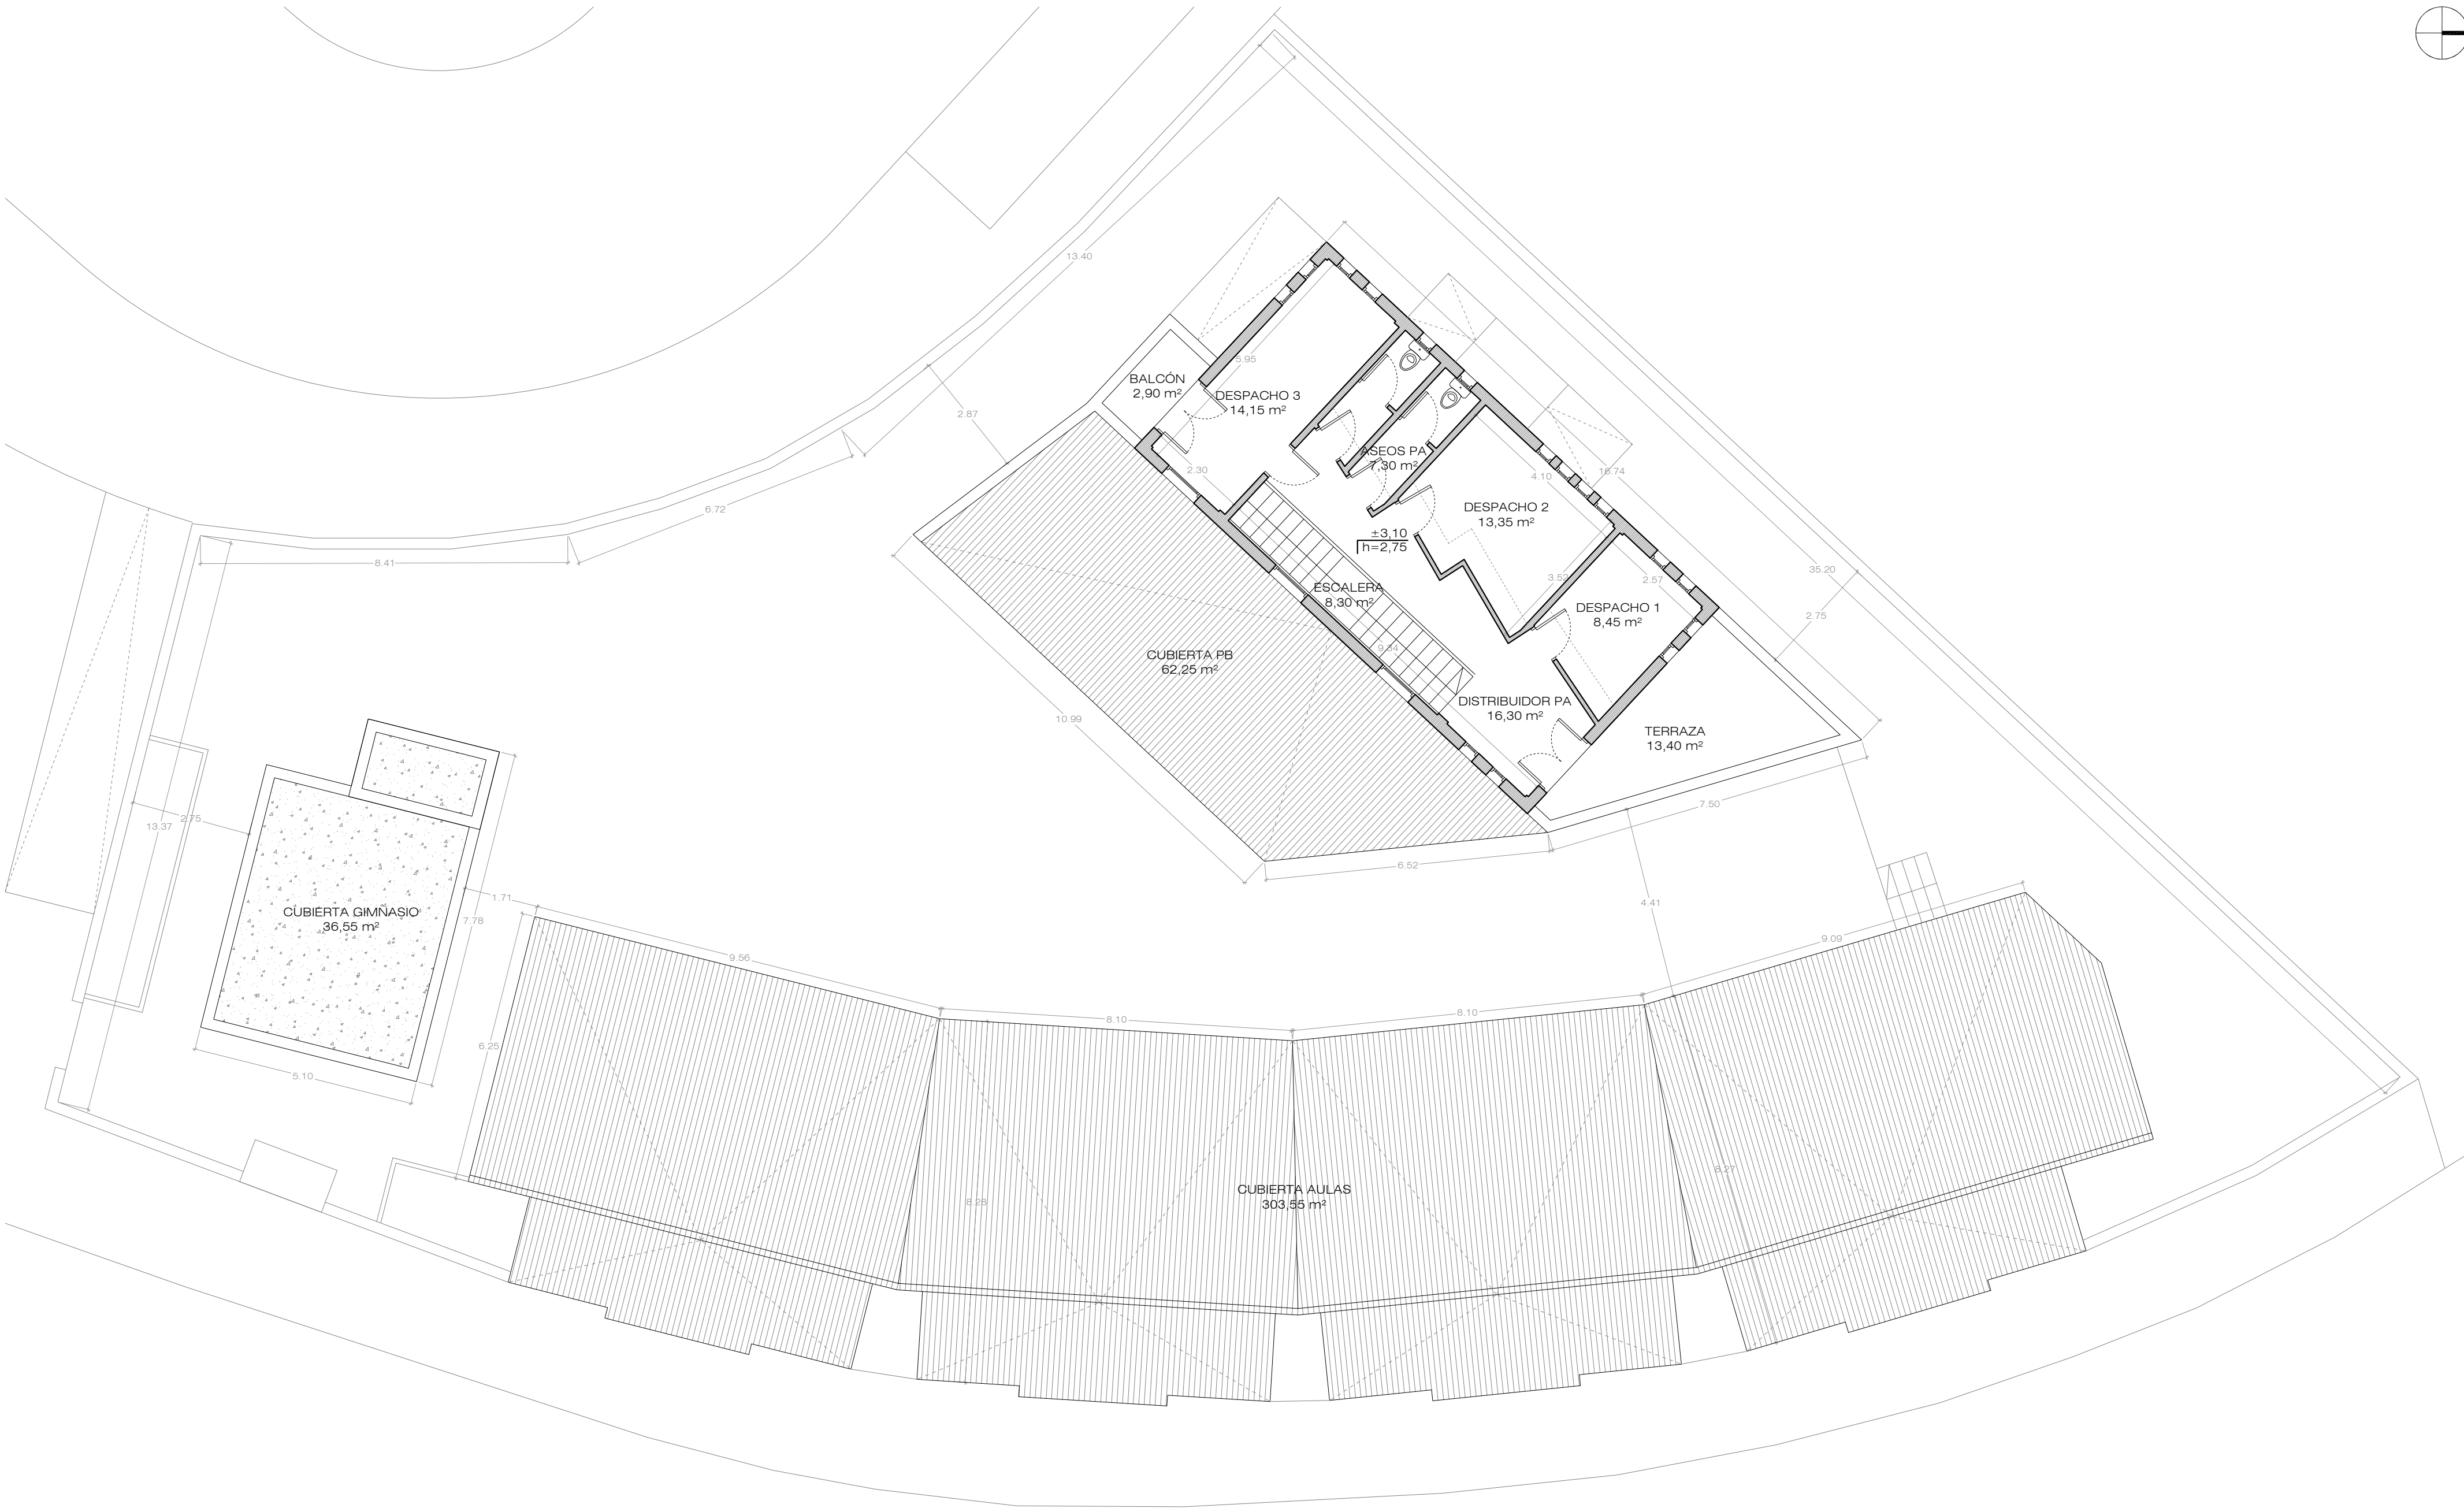 13.40
BALCÓN
2,90 m²
5.95
DESPACHO 3
14,15 m²
2.87
2.30
ASEOS PA
7,30 m²
4.10
16.74
6.72
DESPACHO 2
13,35 m²
±3,10
h=2,75
8.41
35.20
3.52
2.57
ESCALERA
8,30 m²
DESPACHO 1
8,45 m²
2.75
9.34
CUBIERTA PB
62,25 m²
DISTRIBUIDOR PA
16,30 m²
10.99
TERRAZA
13,40 m²
7.50
2.75
13.37
6.52
1.71
4.41
CUBIERTA GIMNASIO
36,55 m²
7.78
9.09
9.56
8.10
8.10
6.25
5.10
8.27
CUBIERTA AULAS
303,55 m²
8.28